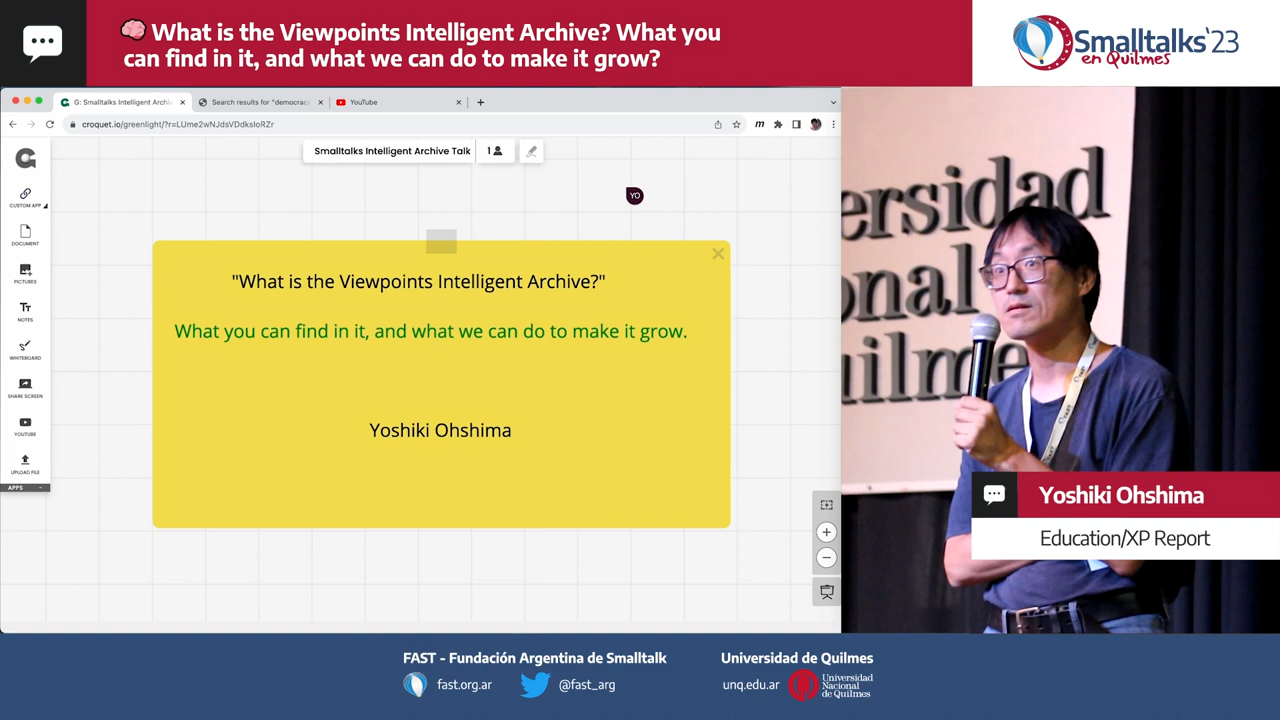 🧠 What is the Viewpoints Intelligent Archive? What you
can find in it, and what we can do to make it grow?
Smalltalks'23
en Quilmes
G: Smalltalks Intelligent Archi
Search results for "democrac
YouTube
croquet.io/greenlight/?r=LUme2wNJdsVDdksIoRZr
Smalltalks Intelligent Archive Talk
1
YO
CUSTOM APP
DOCUMENT
PICTURES
Tт
NOTES
WHITEBOARD
SHARE SCREEN
YOUTUBE
UPLOAD FILE
APPS
"What is the Viewpoints Intelligent Archive?"
What you can find in it, and what we can do to make it grow.
Yoshiki Ohshima
ersidad
onal
uilme
Yoshiki Ohshima
Education/XP Report
FAST - Fundación Argentina de Smalltalk
fast.org.ar
@fast_arg
Universidad de Quilmes
unq.edu.ar
Universidad
Nacional
de Quilmes